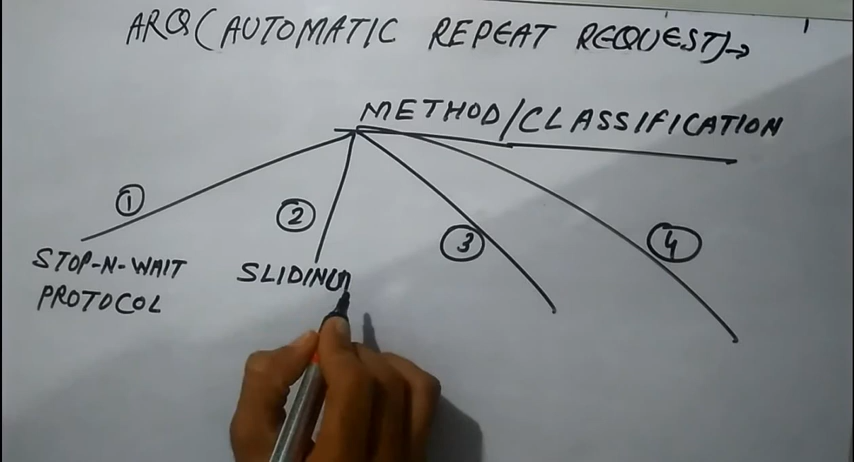 ARQ (AUTOMATIC REPEAT REQUEST)→
METHOD/CLASSIFICATION
① ② ③ ④
STOP-N-WAIT
PROTOCOL
SLIDING